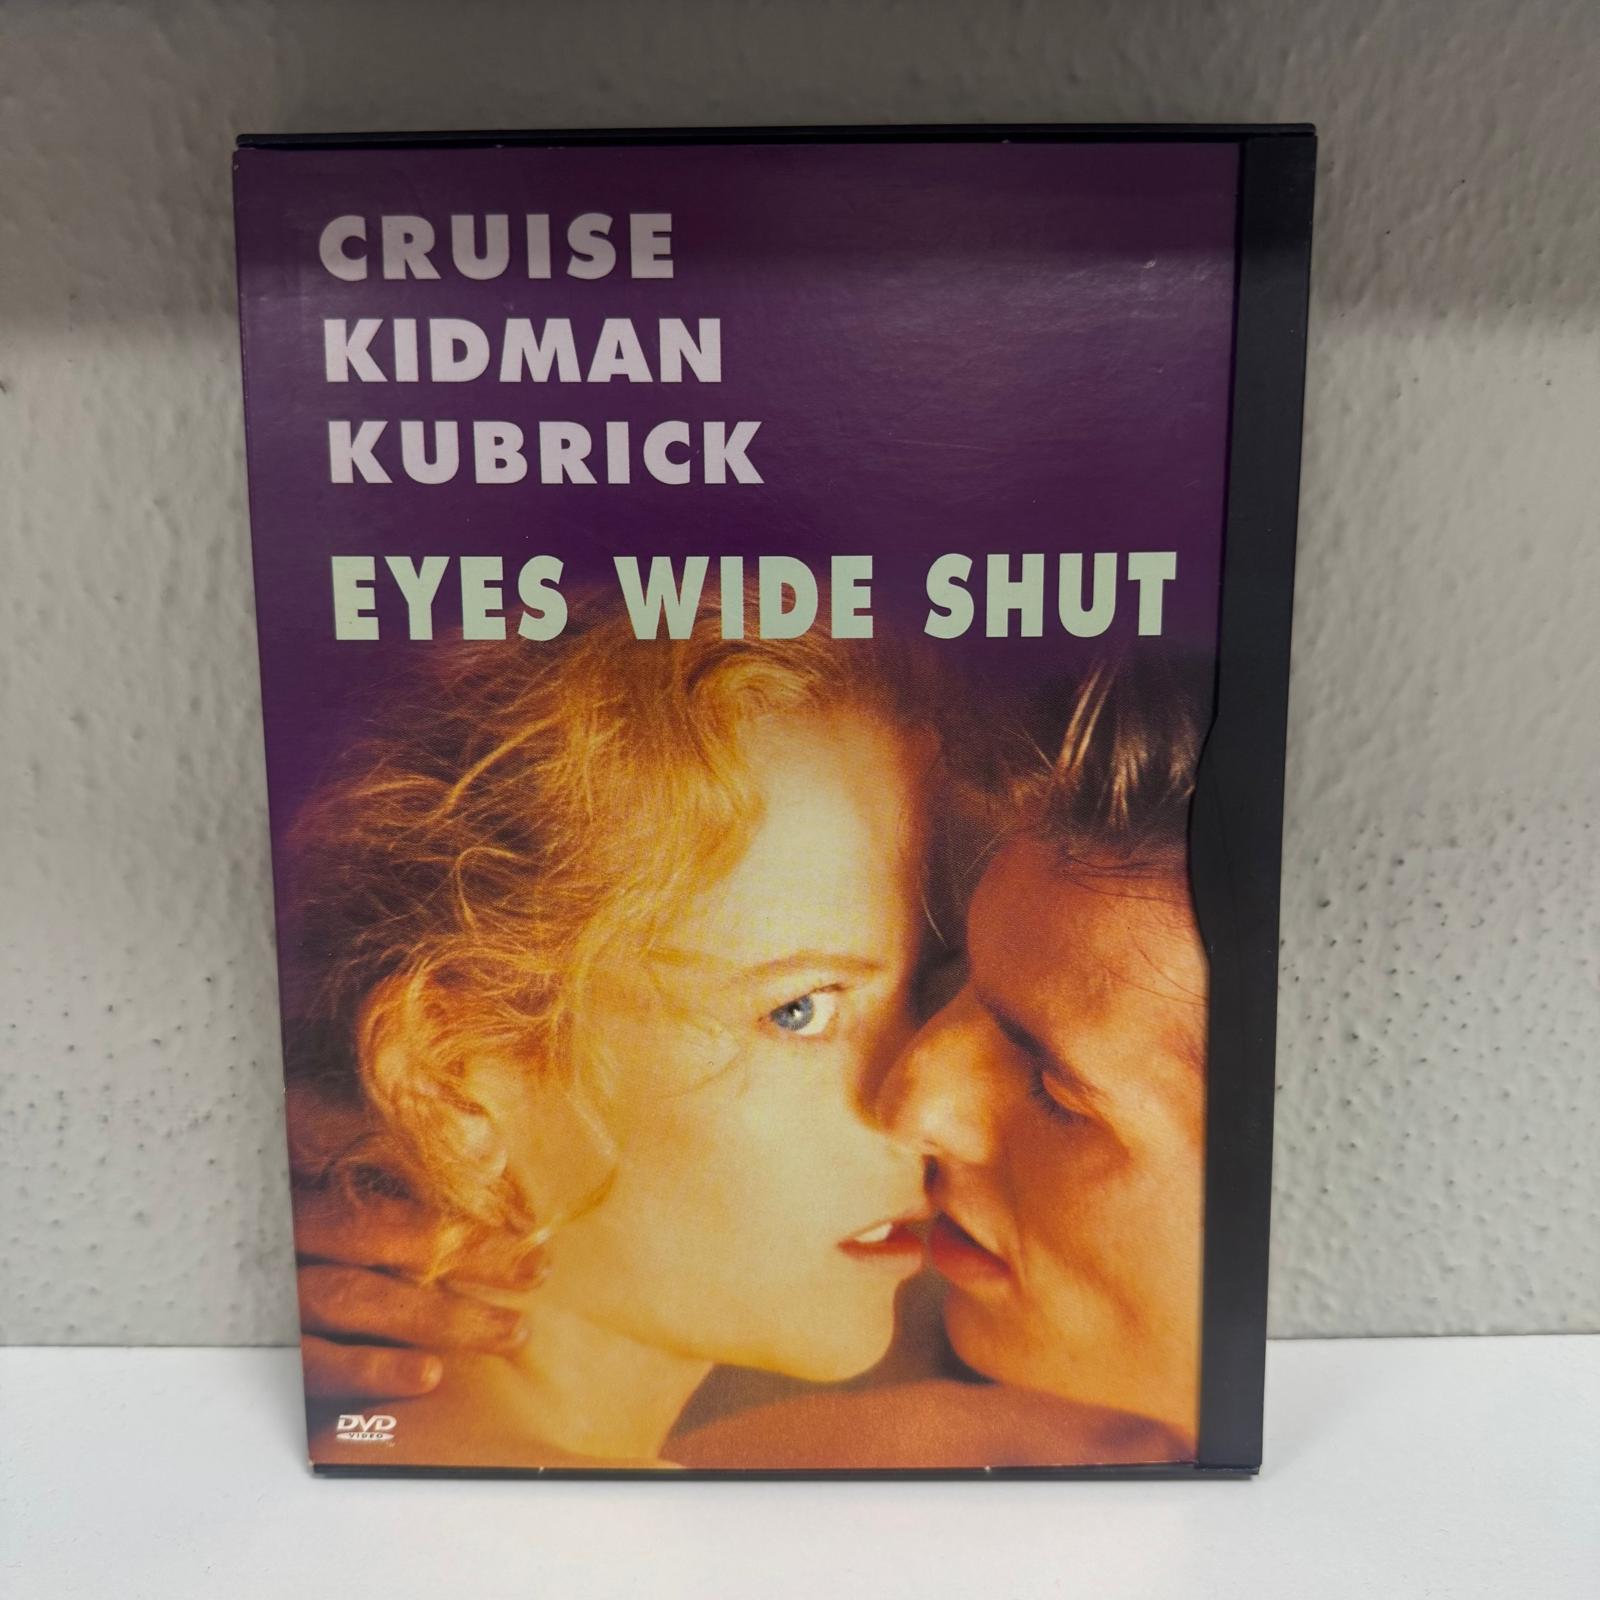 CRUISE
KIDMAN
KUBRICK
EYES WIDE SHUT
DVD
VIDEO